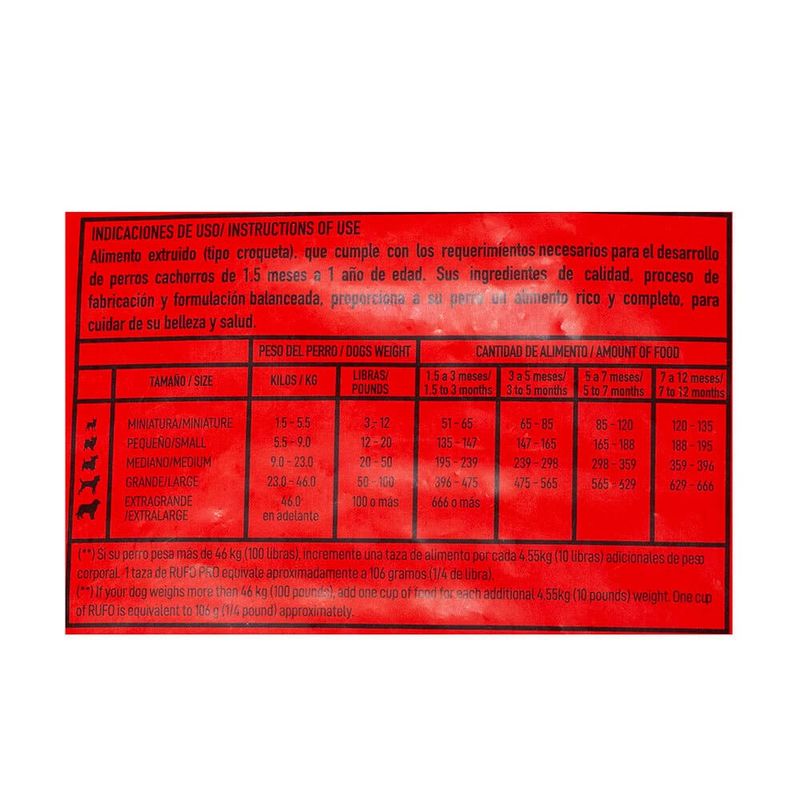 INDICACIONES DE USO/ INSTRUCTIONS OF USE
Alimento extruido (tipo croqueta), que cumple con los requerimientos necesarios para el desarrollo
de perros cachorros de 1.5 meses a 1 año de edad. Sus ingredientes de calidad, proceso de
fabricación y formulación balanceada, proporciona a su perro un alimento rico y completo, para
cuidar de su belleza y salud.
PESO DEL PERRO / DOGS WEIGHT CANTIDAD DE ALIMENTO / AMOUNT OF FOOD
TAMAÑO / SIZE KILOS / KG LIBRAS/ POUNDS 1.5 a 3 meses/ 1.5 to 3 months 3 a 5 meses/ 3 to 5 months 5 a 7 meses/ 5 to 7 months 7 a 12 meses/ 7 to 12 months
MINIATURA/MINIATURE 1.5 - 5.5 3 - 12 51 - 65 65 - 85 85 - 120 120 - 135
PEQUEÑO/SMALL 5.5 - 9.0 12 - 20 135 - 147 147 - 165 165 - 188 188 - 195
MEDIANO/MEDIUM 9.0 - 23.0 20 - 50 195 - 239 239 - 298 298 - 359 359 - 396
GRANDE/LARGE 23.0 - 46.0 50 - 100 396 - 475 475 - 565 565 - 629 629 - 666
EXTRAGRANDE 46.0 100 o más 666 o más
/EXTRALARGE en adelante
(**) Si su perro pesa más de 46 kg (100 libras), incremente una taza de alimento por cada 4.55kg (10 libras) adicionales de peso
corporal. 1 taza de RUFO PRO equivale aproximadamente a 106 gramos (1/4 de libra).
(**) If your dog weighs more than 46 kg (100 pounds), add one cup of food for each additional 4.55kg (10 pounds) weight. One cup
of RUFO is equivalent to 106 g (1/4 pound) approximately.